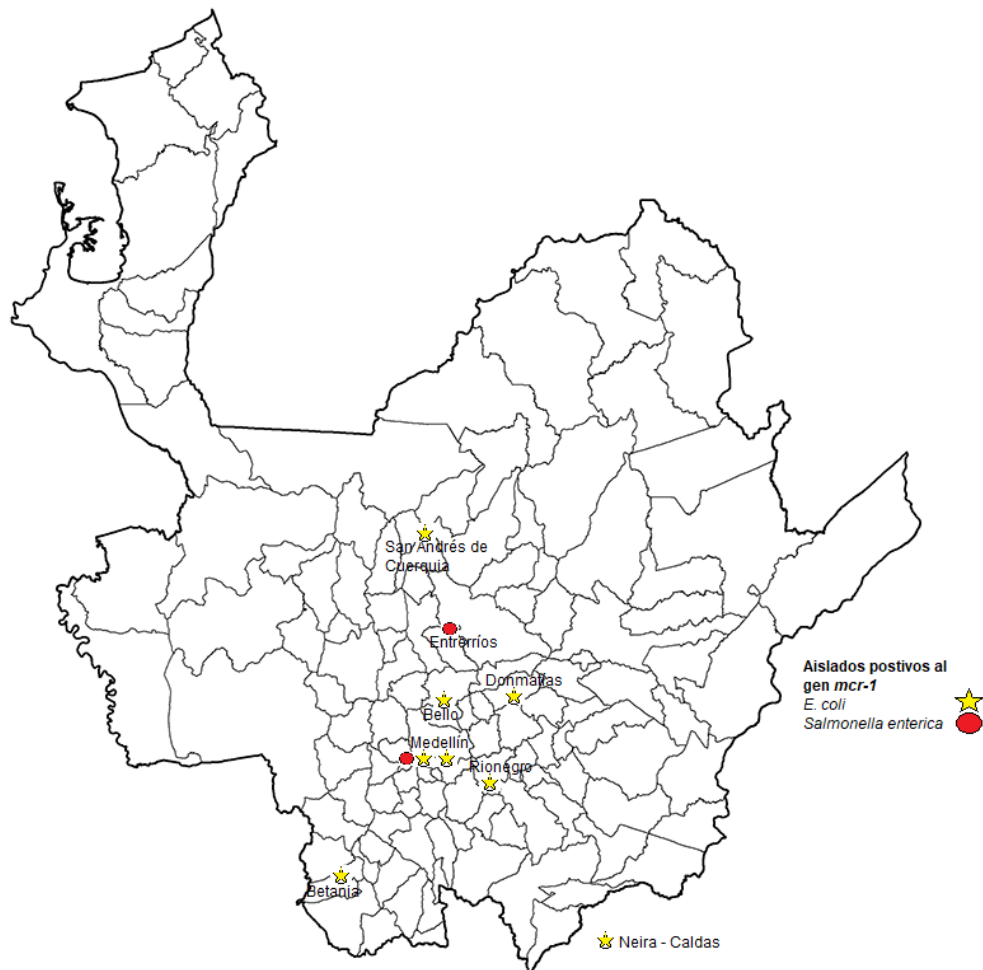 San Andrés de
Cuerquia
Entrerríos
Donmatías
Bello
Medellín
Rionegro
Betania
Neira - Caldas
Aislados postivos al
gen mcr-1
E. coli
Salmonella enterica